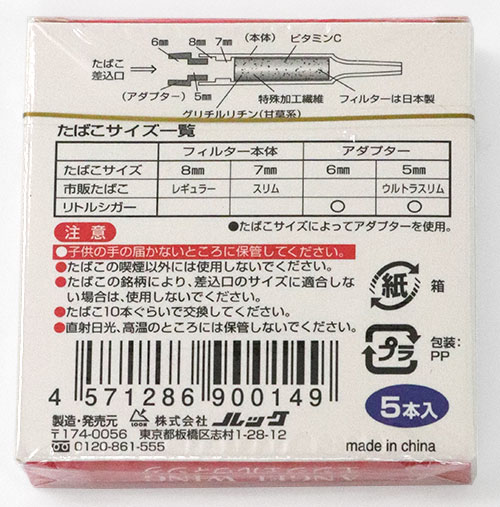 6㎜ 8㎜ 7㎜ (本体) ビタミンC
たばこ
差込口
(アダプター) 5㎜ 特殊加工繊維 フィルターは日本製
グリチルリチン(甘草系)
たばこサイズ一覧
フィルター本体 アダプター
たばこサイズ 8㎜ 7㎜ 6㎜ 5㎜
市販たばこ レギュラー スリム ウルトラスリム
リトルシガー ○ ○
●たばこサイズによってアダプターを使用。
注意
●子供の手の届かないところに保管してください。
●たばこの喫煙以外には使用しないでください。
●たばこの銘柄により、差込口のサイズに適合しな
い場合は、使用しないでください。
●たばこ10本ぐらいで交換してください。
●直射日光、高温のところには保管しないでください。
紙 箱
プラ 包装:
PP
4 571286 900149
5本入
製造・発売元 LOOK 株式会社 ルック
〒174-0056 東京都板橋区志村1-28-12
0120-861-555
made in china